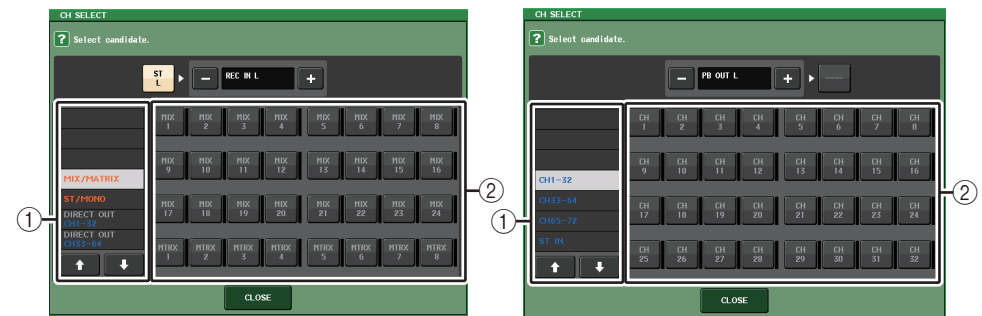 CH SELECT
? Select candidate.
ST L REC IN L
MIX/MATRIX
ST/MONO
DIRECT OUT
CH1-32
DIRECT OUT
CH33-64
MIX 1 MIX 2 MIX 3 MIX 4 MIX 5 MIX 6 MIX 7 MIX 8
MIX 9 MIX 10 MIX 11 MIX 12 MIX 13 MIX 14 MIX 15 MIX 16
MIX 17 MIX 18 MIX 19 MIX 20 MIX 21 MIX 22 MIX 23 MIX 24
MTRX 1 MTRX 2 MTRX 3 MTRX 4 MTRX 5 MTRX 6 MTRX 7 MTRX 8
CLOSE
①
②
CH SELECT
? Select candidate.
PB OUT L
CH1-32
CH33-64
CH65-72
ST IN
CH 1 CH 2 CH 3 CH 4 CH 5 CH 6 CH 7 CH 8
CH 9 CH 10 CH 11 CH 12 CH 13 CH 14 CH 15 CH 16
CH 17 CH 18 CH 19 CH 20 CH 21 CH 22 CH 23 CH 24
CH 25 CH 26 CH 27 CH 28 CH 29 CH 30 CH 31 CH 32
CLOSE
①
②